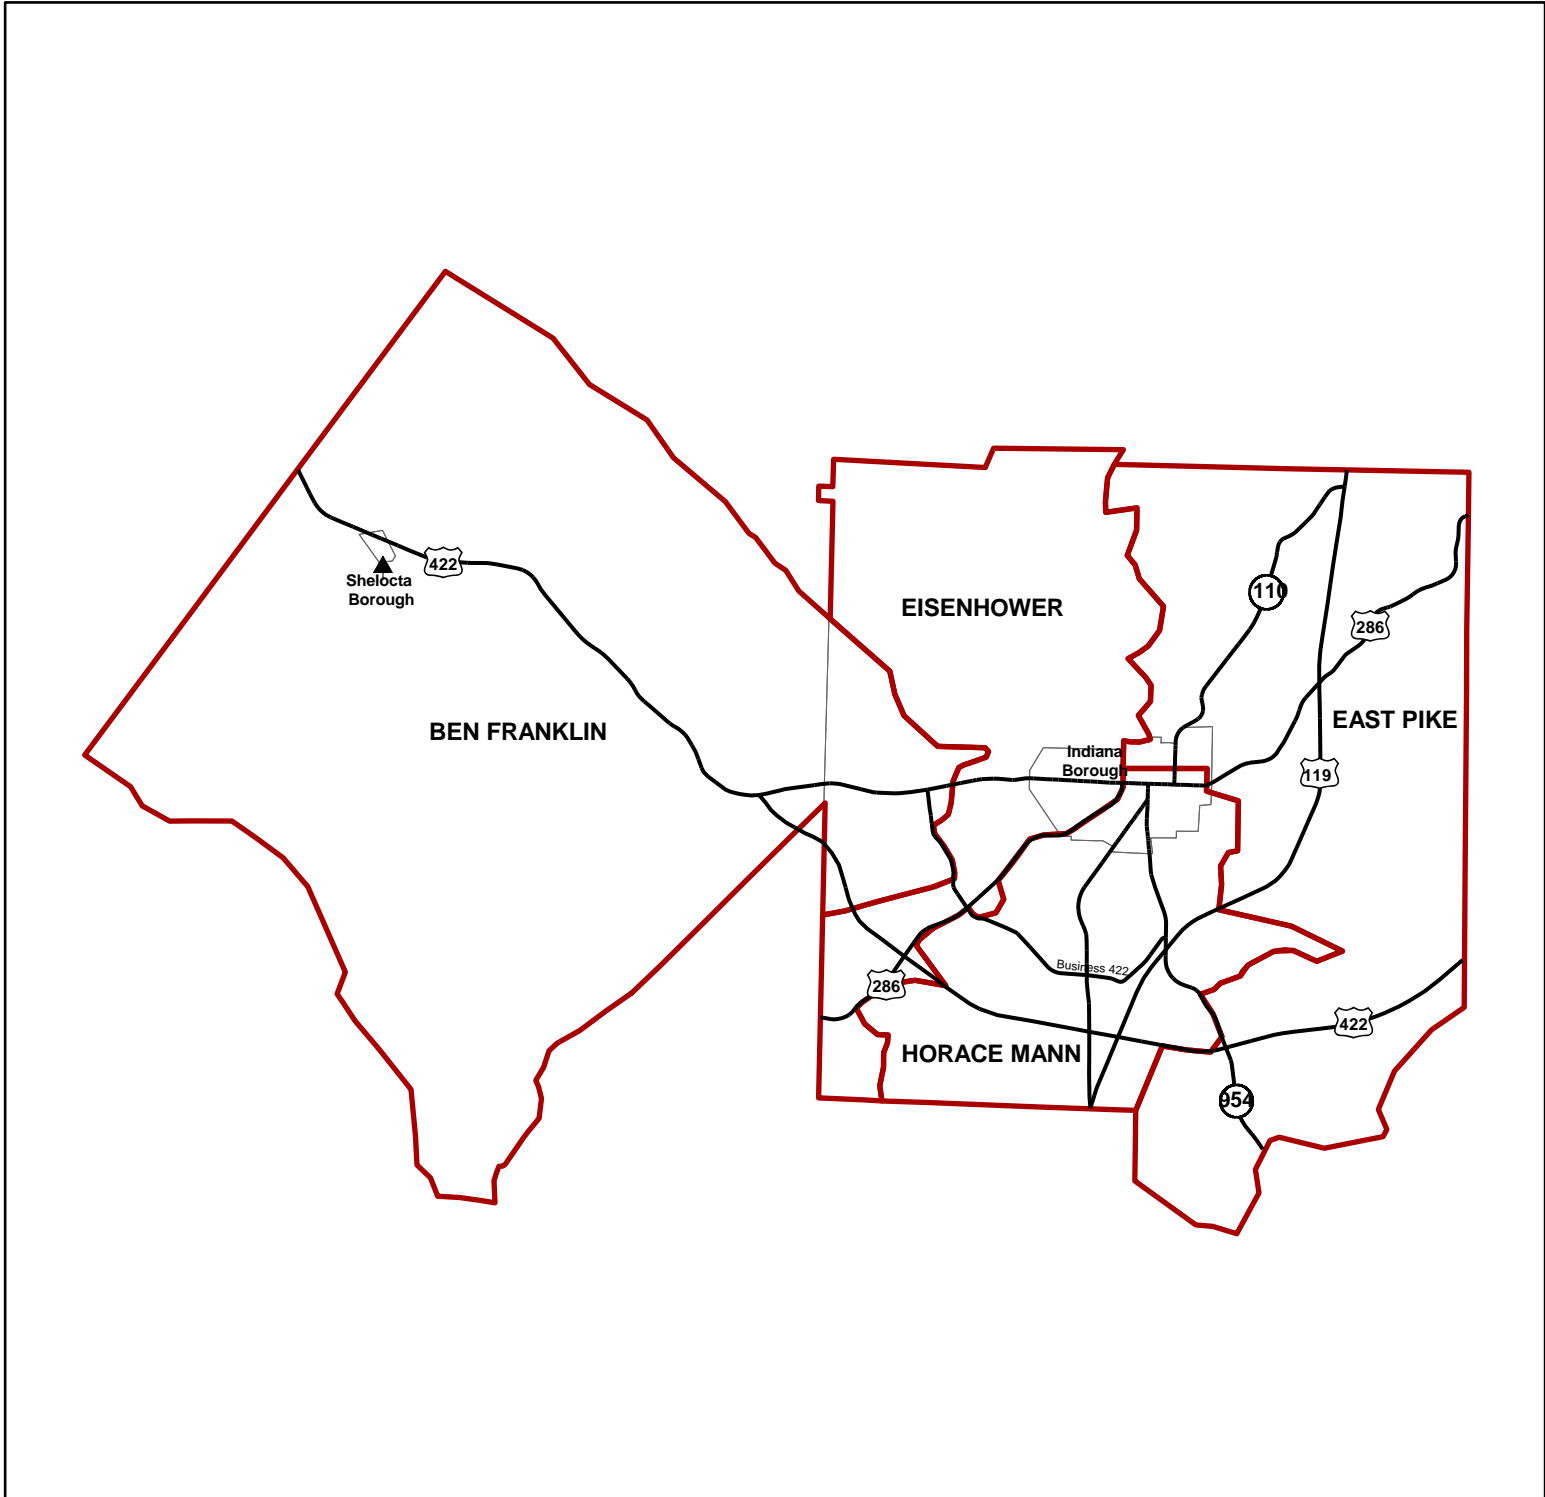 422
Shelocta
Borough
EISENHOWER
110
286
BEN FRANKLIN
EAST PIKE
Indiana
Borough
119
Business 422
286
422
HORACE MANN
954